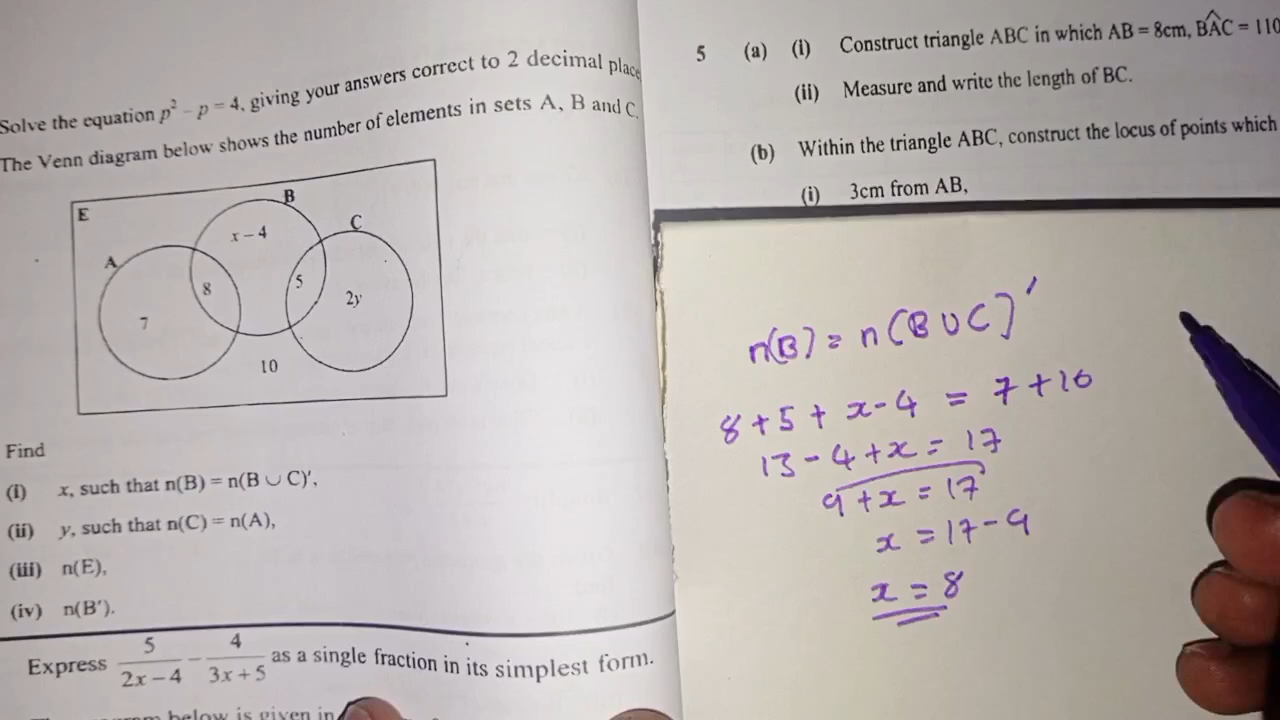 Solve the equation p² – p = 4, giving your answers correct to 2 decimal
The Venn diagram below shows the number of elements in sets A, B and C.
E
B
C
A
x – 4
8
5
7
2y
10
Find
(i) x, such that n(B) = n(B ∪ C)′,
(ii) y, such that n(C) = n(A),
(iii) n(E),
(iv) n(B′).
Express 5/(2x – 4) – 4/(3x + 5) as a single fraction in its simplest form.
below is given in
5 (a) (i) Construct triangle ABC in which AB = 8cm, BÂC = 110
(ii) Measure and write the length of BC.
(b) Within the triangle ABC, construct the locus of points which
(i) 3cm from AB,
n(B) = n(B ∪ C)′
8 + 5 + x - 4 = 7 + 10
13 - 4 + x = 17
9 + x = 17
x = 17 - 9
x = 8